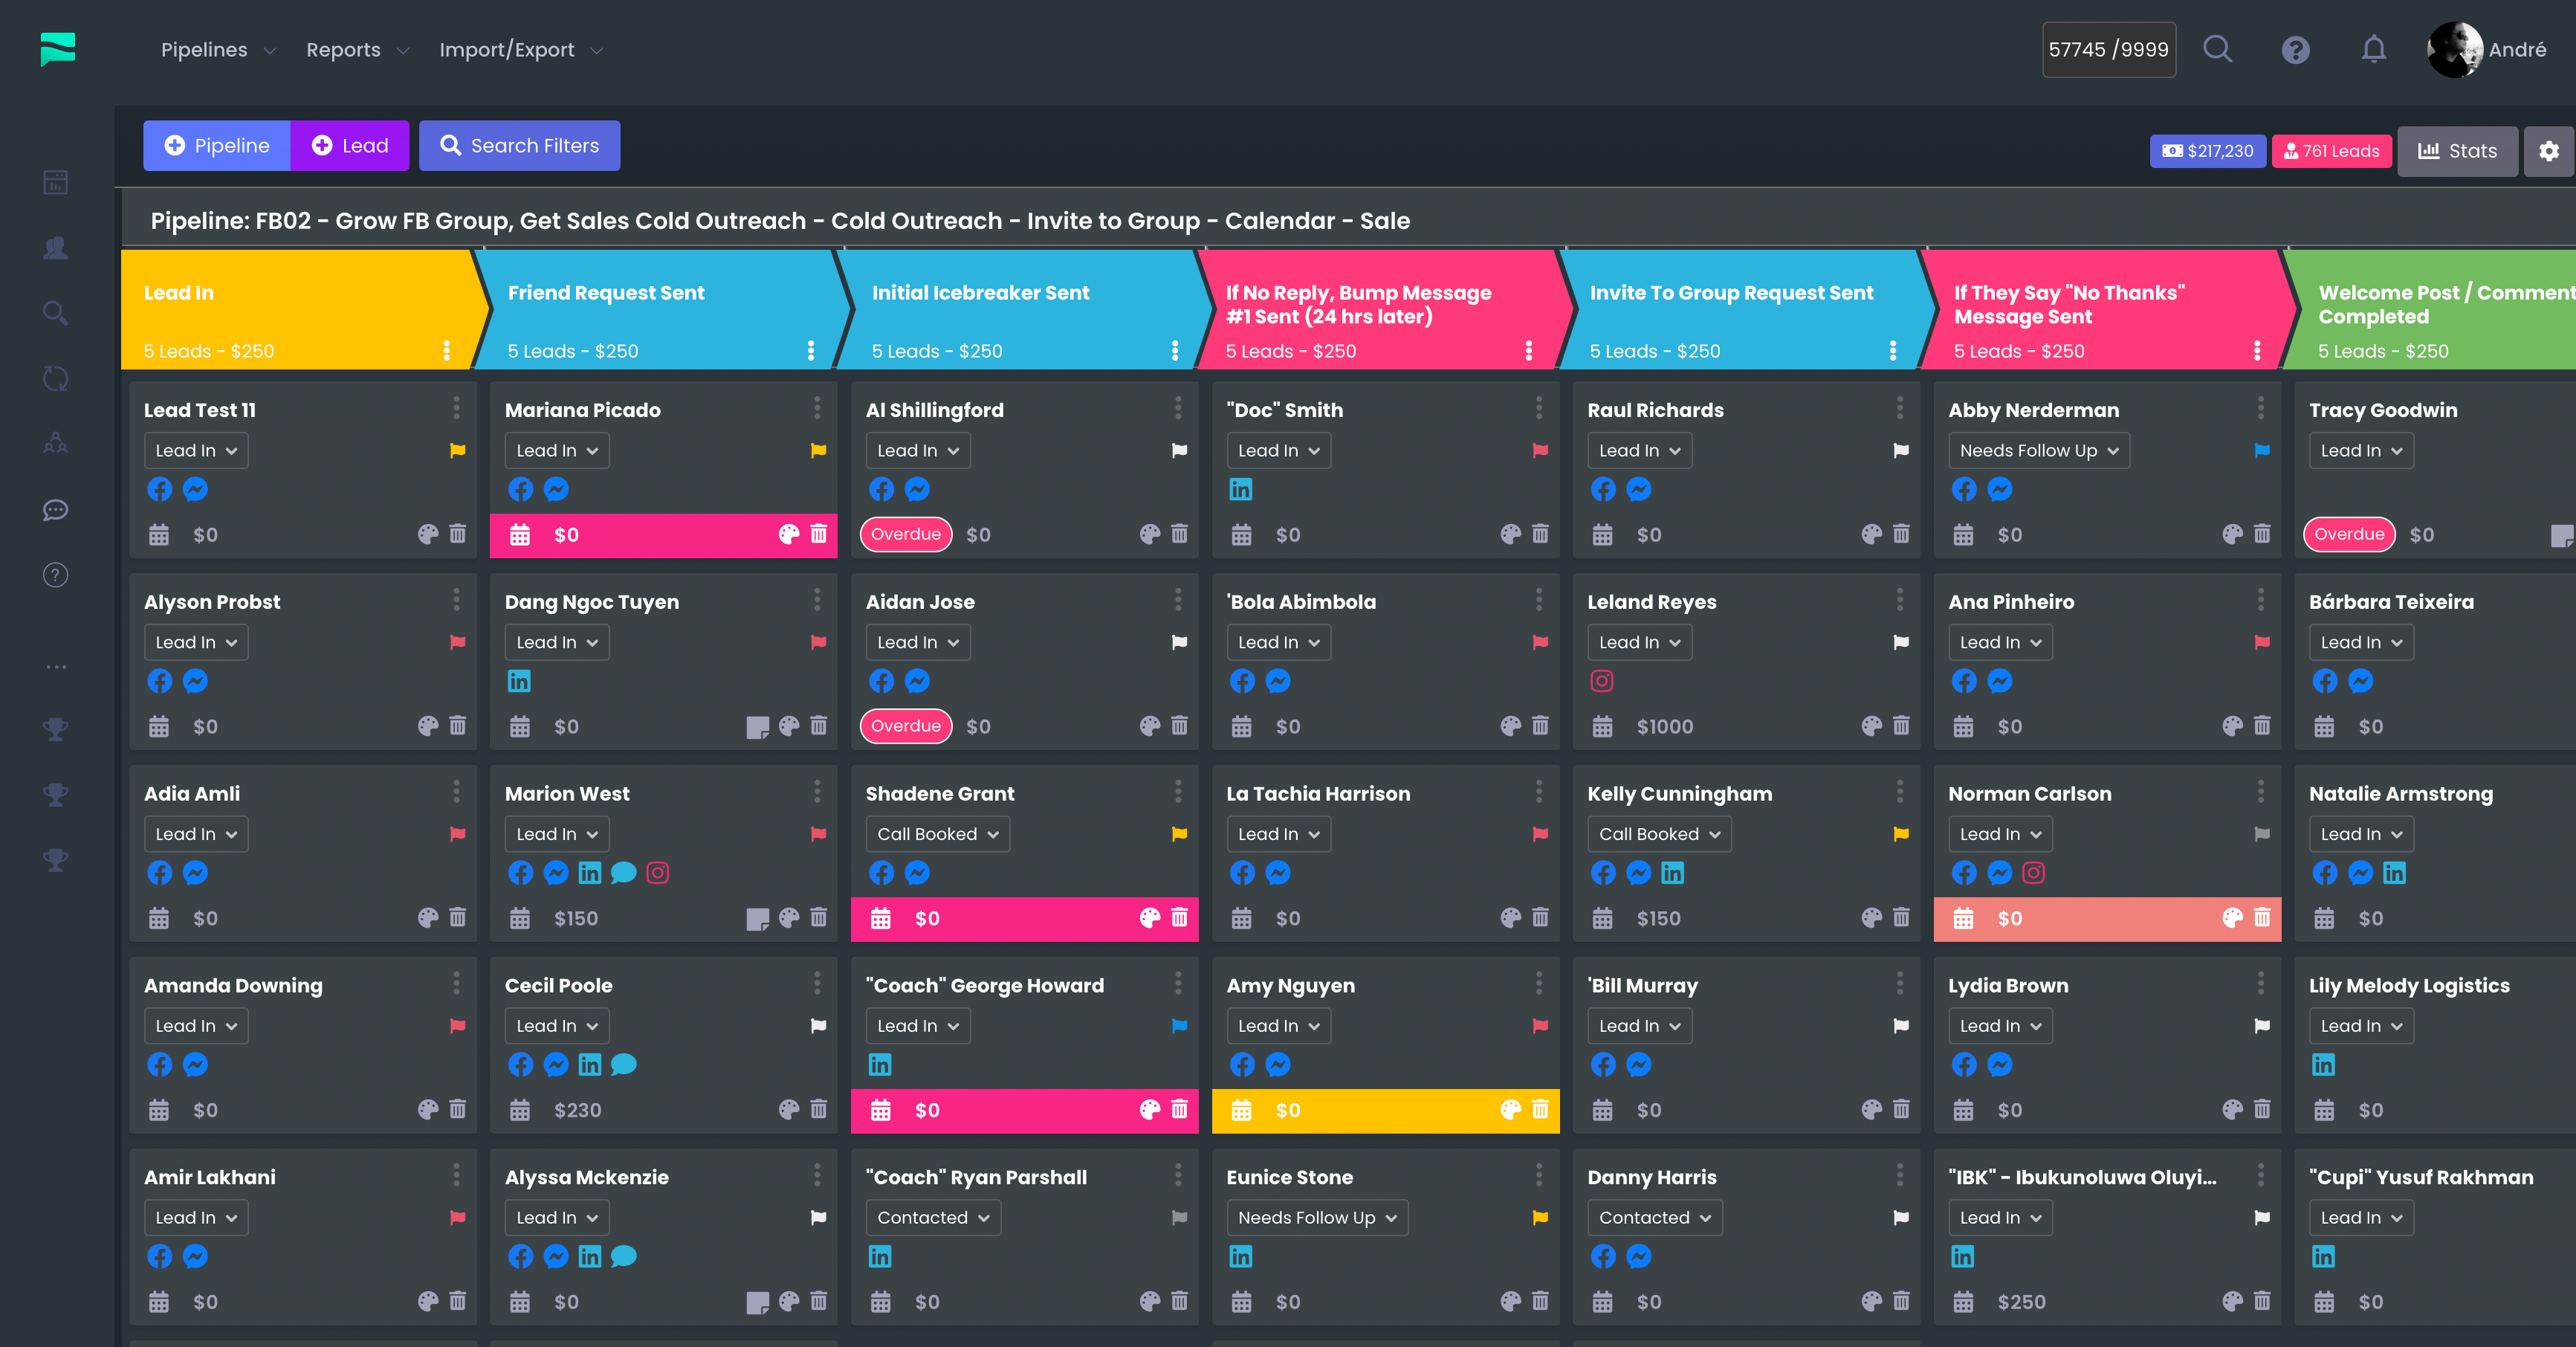 Pipelines Reports Import/Export 57745 /9999 André
Pipeline Lead Search Filters $217,230 761 Leads Stats
Pipeline: FB02 - Grow FB Group, Get Sales Cold Outreach - Cold Outreach - Invite to Group - Calendar - Sale
Lead In
5 Leads - $250
Friend Request Sent
5 Leads - $250
Initial Icebreaker Sent
5 Leads - $250
If No Reply, Bump Message
#1 Sent (24 hrs later)
5 Leads - $250
Invite To Group Request Sent
5 Leads - $250
If They Say "No Thanks"
Message Sent
5 Leads - $250
Welcome Post / Comment
Completed
5 Leads - $250
Lead Test 11
Lead In
$0
Mariana Picado
Lead In
$0
Al Shillingford
Lead In
Overdue $0
"Doc" Smith
Lead In
$0
Raul Richards
Lead In
$0
Abby Nerderman
Needs Follow Up
$0
Tracy Goodwin
Lead In
Overdue $0
Alyson Probst
Lead In
$0
Dang Ngoc Tuyen
Lead In
$0
Aidan Jose
Lead In
Overdue $0
'Bola Abimbola
Lead In
$0
Leland Reyes
Lead In
$1000
Ana Pinheiro
Lead In
$0
Bárbara Teixeira
Lead In
$0
Adia Amli
Lead In
$0
Marion West
Lead In
$150
Shadene Grant
Call Booked
$0
La Tachia Harrison
Lead In
$0
Kelly Cunningham
Call Booked
$150
Norman Carlson
Lead In
$0
Natalie Armstrong
Lead In
$0
Amanda Downing
Lead In
$0
Cecil Poole
Lead In
$230
"Coach" George Howard
Lead In
$0
Amy Nguyen
Lead In
$0
'Bill Murray
Lead In
$0
Lydia Brown
Lead In
$0
Lily Melody Logistics
Lead In
$0
Amir Lakhani
Lead In
$0
Alyssa Mckenzie
Lead In
$0
"Coach" Ryan Parshall
Contacted
$0
Eunice Stone
Needs Follow Up
$0
Danny Harris
Contacted
$0
"IBK" - Ibukunoluwa Oluyi...
Lead In
$250
"Cupi" Yusuf Rakhman
Lead In
$0